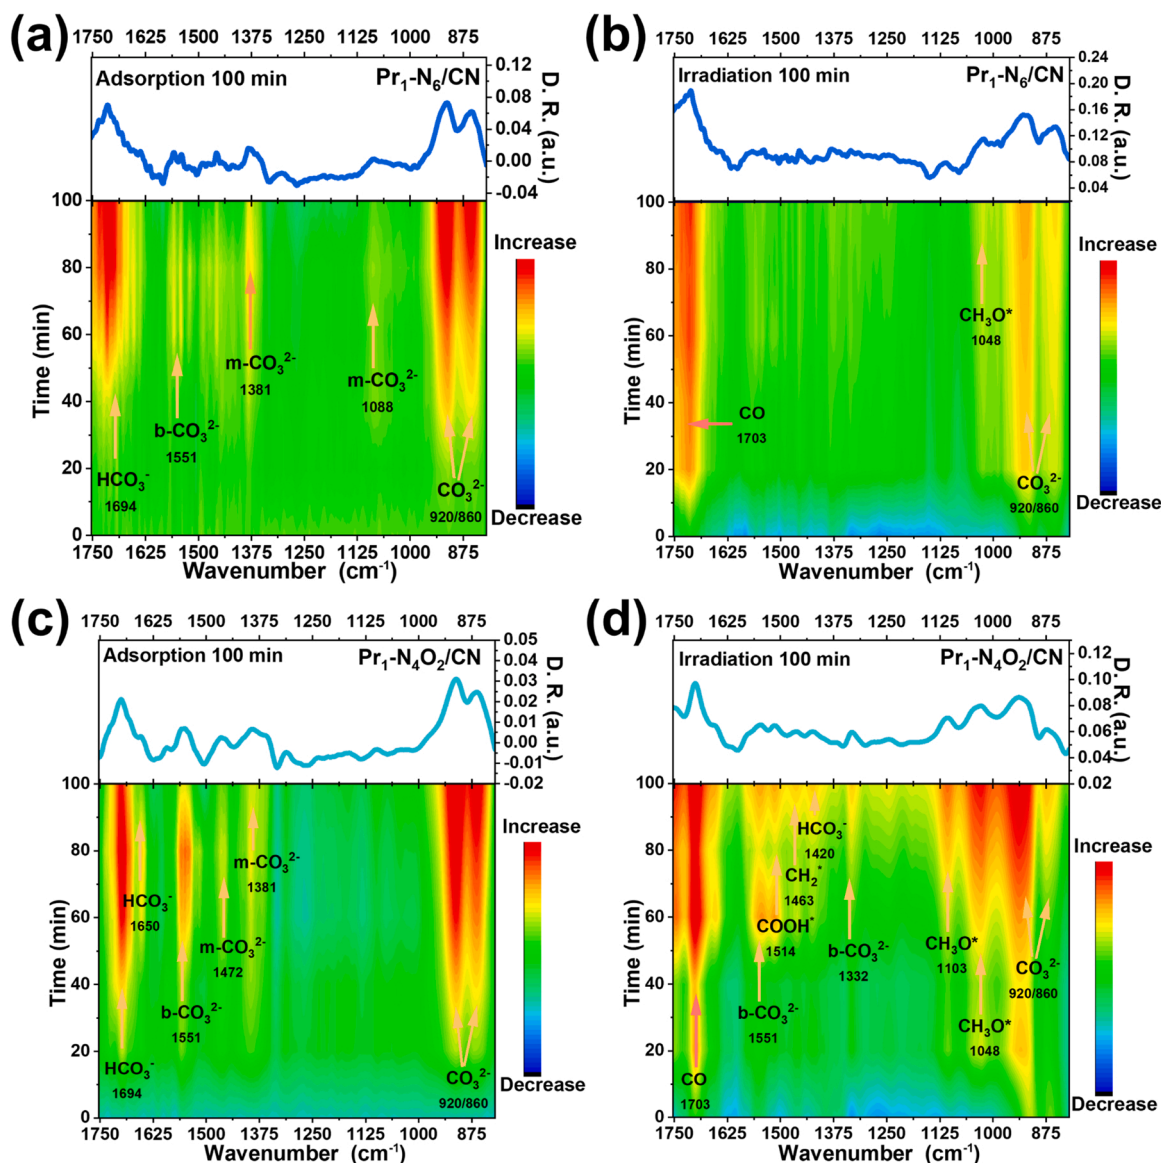 (a)
1750 1625 1500 1375 1250 1125 1000 875
Adsorption 100 min
Pr₁-N₆/CN
0.12
0.08
0.04
0.00
-0.04
D. R. (a.u.)
100
80
60
40
20
0
Time (min)
HCO₃⁻
1694
b-CO₃²⁻
1551
m-CO₃²⁻
1381
m-CO₃²⁻
1088
CO₃²⁻
920/860
Increase
Decrease
1750 1625 1500 1375 1250 1125 1000 875
Wavenumber (cm⁻¹)
(b)
1750 1625 1500 1375 1250 1125 1000 875
Irradiation 100 min
Pr₁-N₆/CN
0.24
0.20
0.16
0.12
0.08
0.04
D. R. (a.u.)
100
80
60
40
20
0
Time (min)
CO
1703
CH₃O*
1048
CO₃²⁻
920/860
Increase
Decrease
1750 1625 1500 1375 1250 1125 1000 875
Wavenumber (cm⁻¹)
(c)
1750 1625 1500 1375 1250 1125 1000 875
Adsorption 100 min
Pr₁-N₄O₂/CN
0.05
0.04
0.03
0.02
0.01
0.00
-0.01
-0.02
D. R. (a.u.)
100
80
60
40
20
0
Time (min)
HCO₃⁻
1650
m-CO₃²⁻
1381
m-CO₃²⁻
1472
b-CO₃²⁻
1551
HCO₃⁻
1694
CO₃²⁻
920/860
Increase
Decrease
1750 1625 1500 1375 1250 1125 1000 875
Wavenumber (cm⁻¹)
(d)
1750 1625 1500 1375 1250 1125 1000 875
Irradiation 100 min
Pr₁-N₄O₂/CN
0.12
0.10
0.08
0.06
0.04
0.02
D. R. (a.u.)
100
80
60
40
20
0
Time (min)
HCO₃⁻
1420
CH₂*
1463
COOH*
1514
b-CO₃²⁻
1332
CH₃O*
1103
CO₃²⁻
920/860
b-CO₃²⁻
1551
CH₃O*
1048
CO
1703
Increase
Decrease
1750 1625 1500 1375 1250 1125 1000 875
Wavenumber (cm⁻¹)